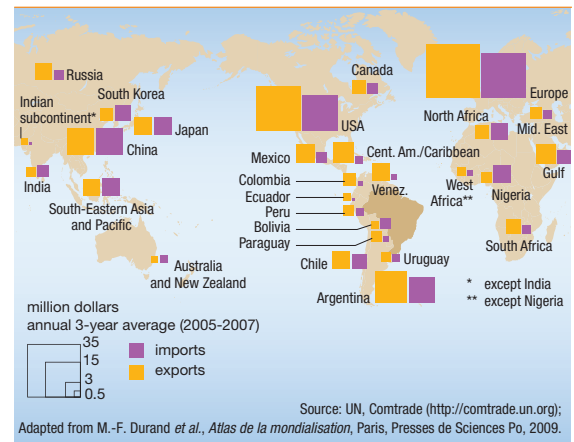 Russia
Canada
Europe
Indian
subcontinent*
South Korea
North Africa
Mid. East
Japan
USA
China
Mexico
Cent. Am./Caribbean
Gulf
India
Colombia
Venez.
West
Africa**
Nigeria
Ecuador
South-Eastern Asia
and Pacific
Peru
Bolivia
Paraguay
South Africa
Australia
and New Zealand
Chile
Uruguay
Argentina
* except India
** except Nigeria
million dollars
annual 3-year average (2005-2007)
35
15
3
0.5
imports
exports
Source: UN, Comtrade (http://comtrade.un.org);
Adapted from M.-F. Durand et al., Atlas de la mondialisation, Paris, Presses de Sciences Po, 2009.